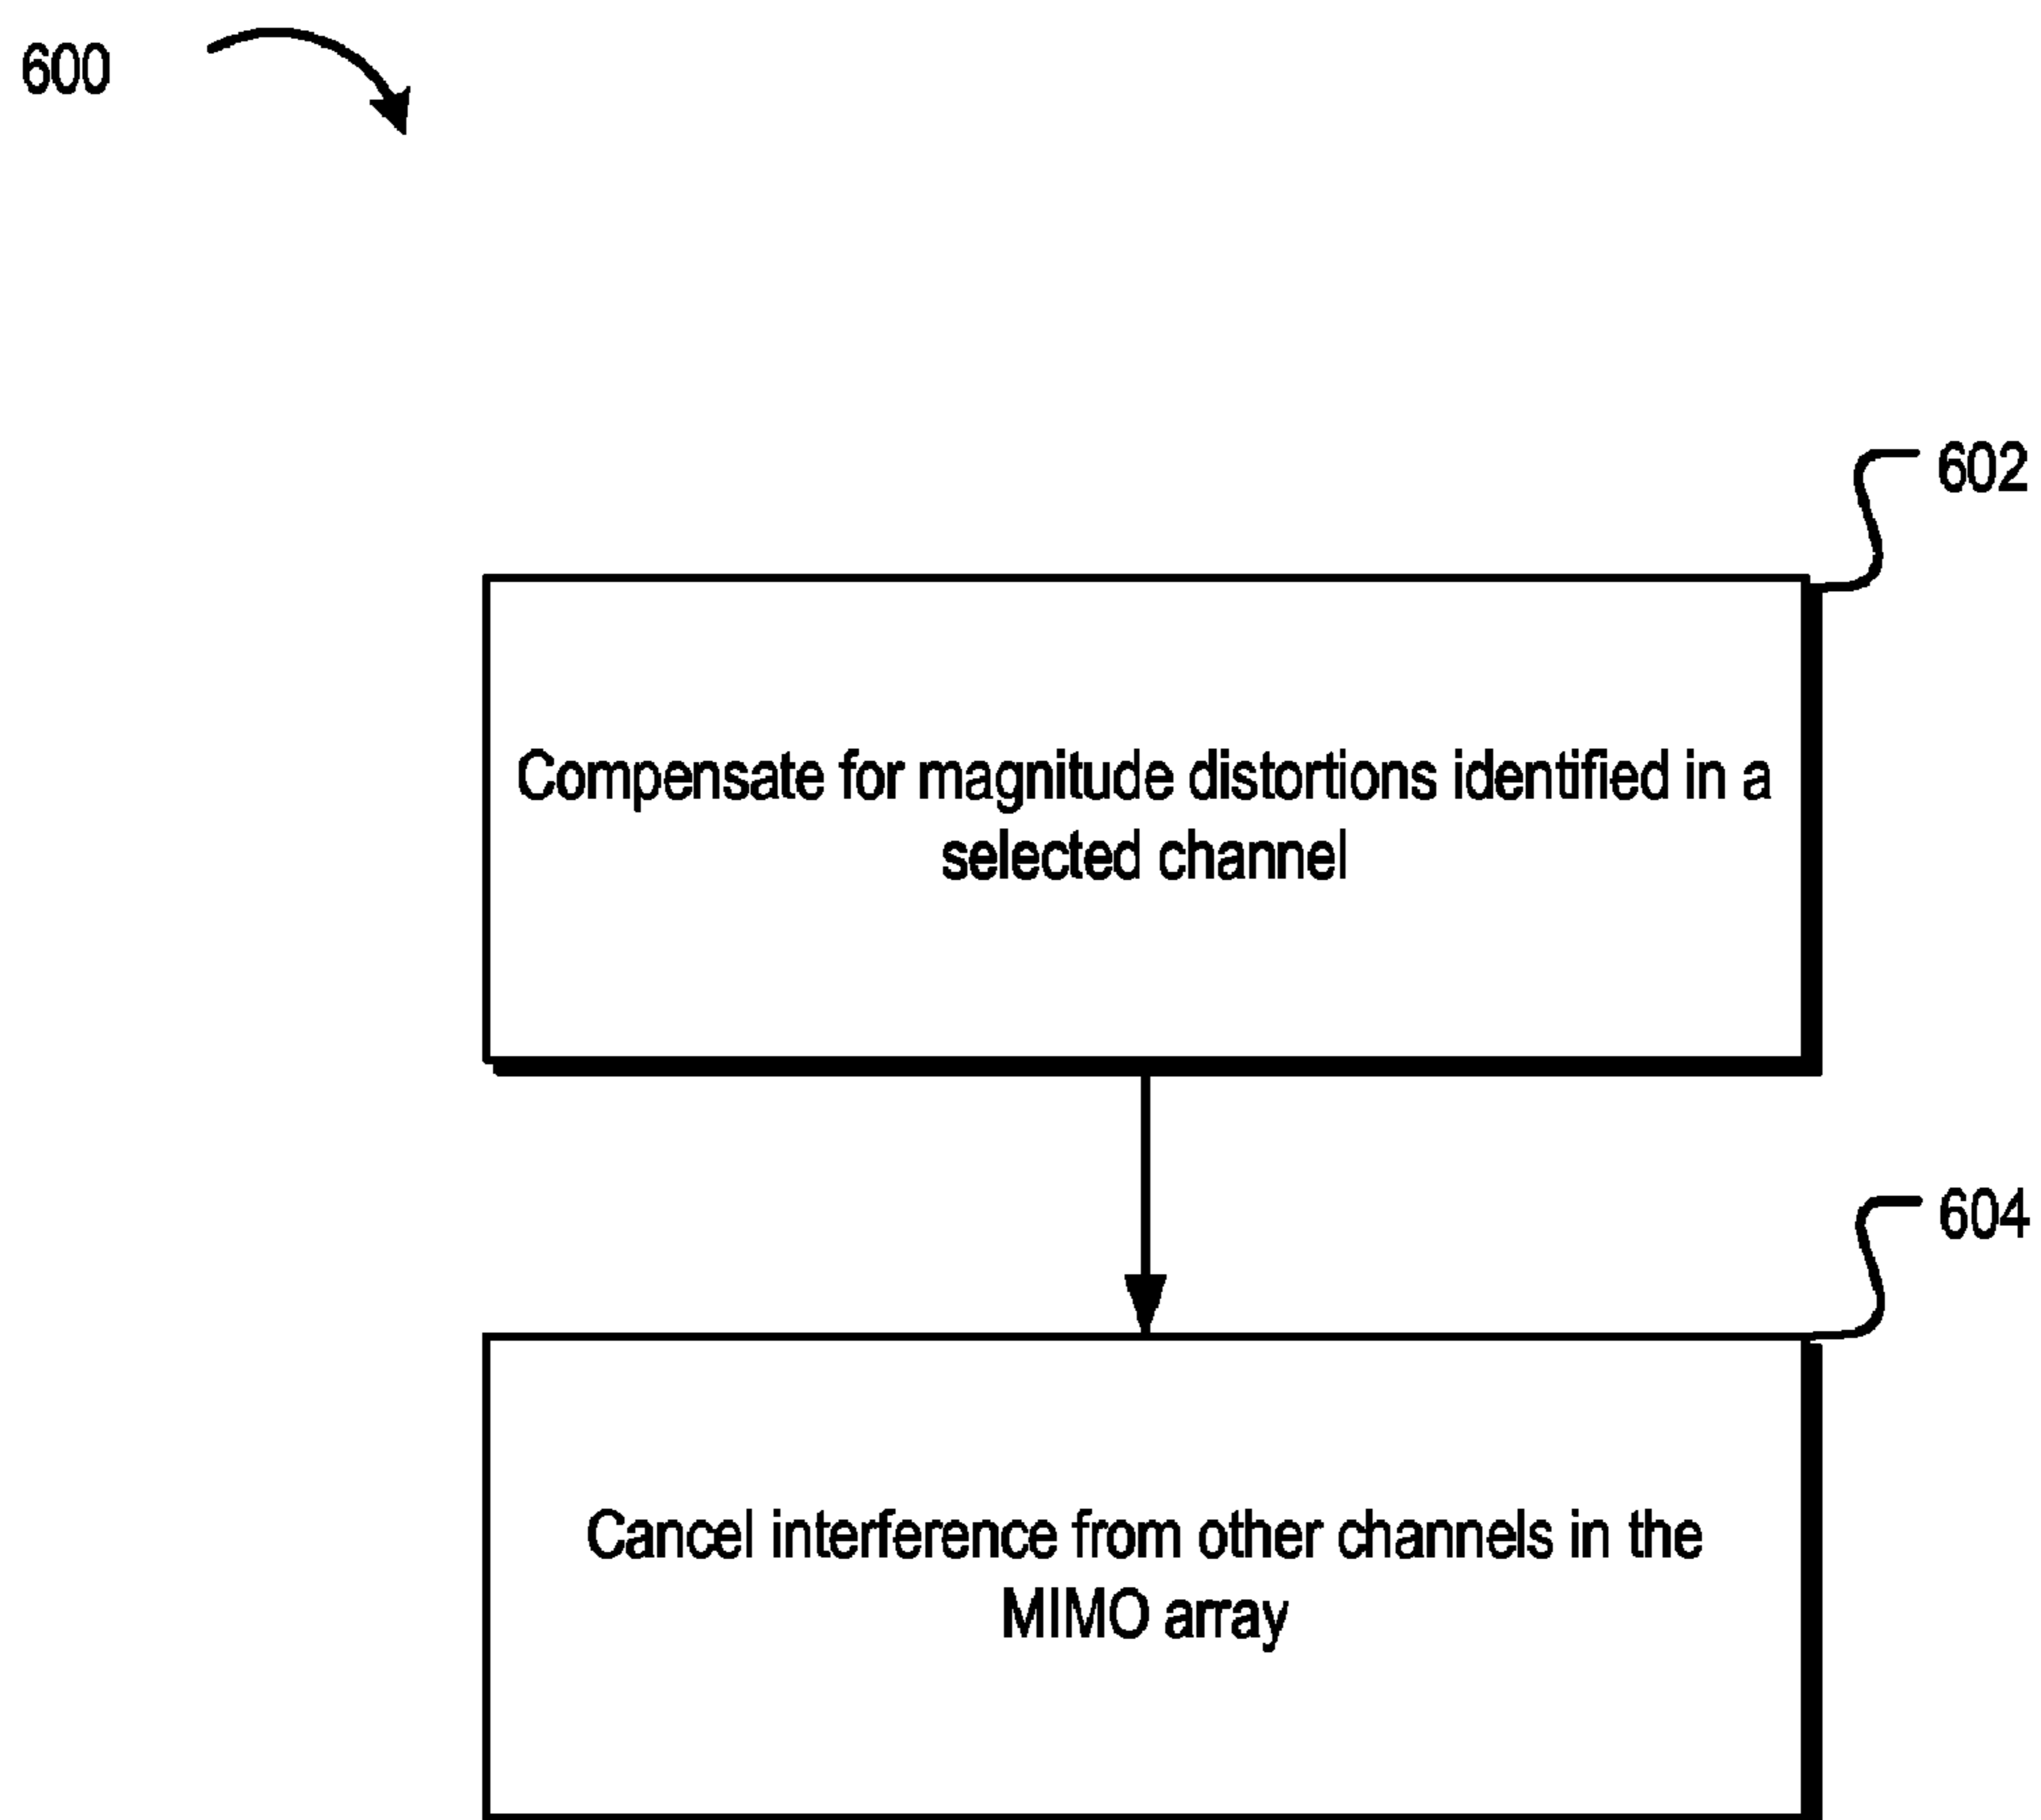 600
602
Compensate for magnitude distortions identified in a
selected channel
604
Cancel interference from other channels in the
MIMO array